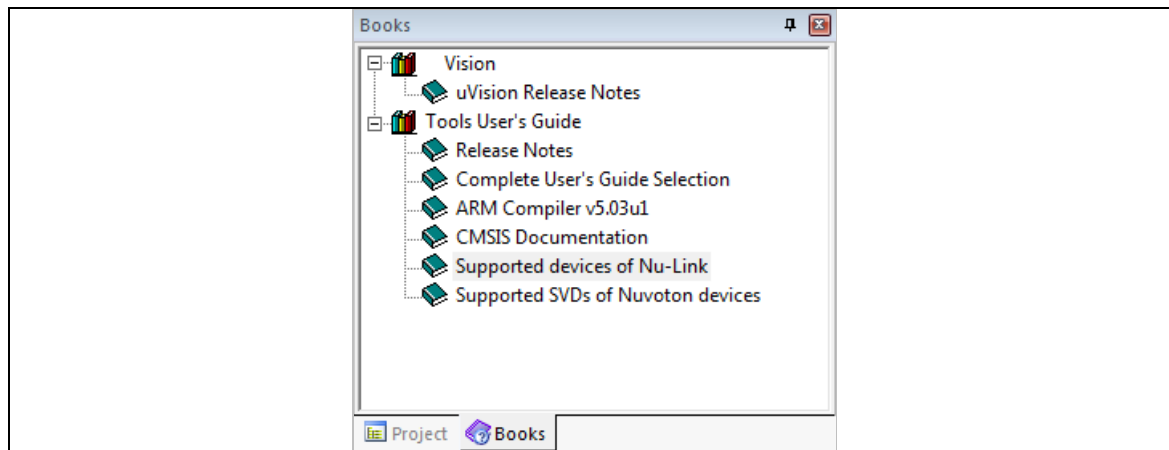 Books
Vision
uVision Release Notes
Tools User's Guide
Release Notes
Complete User's Guide Selection
ARM Compiler v5.03u1
CMSIS Documentation
Supported devices of Nu-Link
Supported SVDs of Nuvoton devices
Project Books